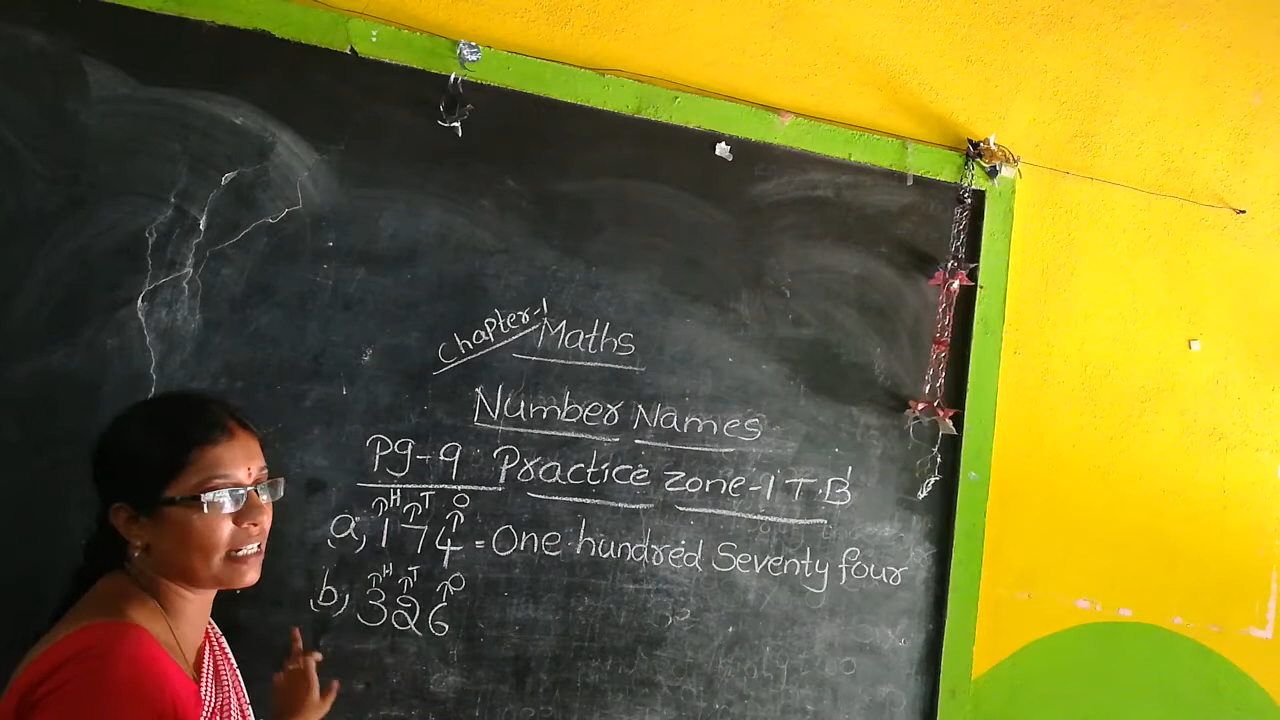 Chapter-1
Maths
Number Names
Pg-9 Practice zone-1 T.B
H T O
a, 174 = One hundred Seventy four
H T O
b, 326